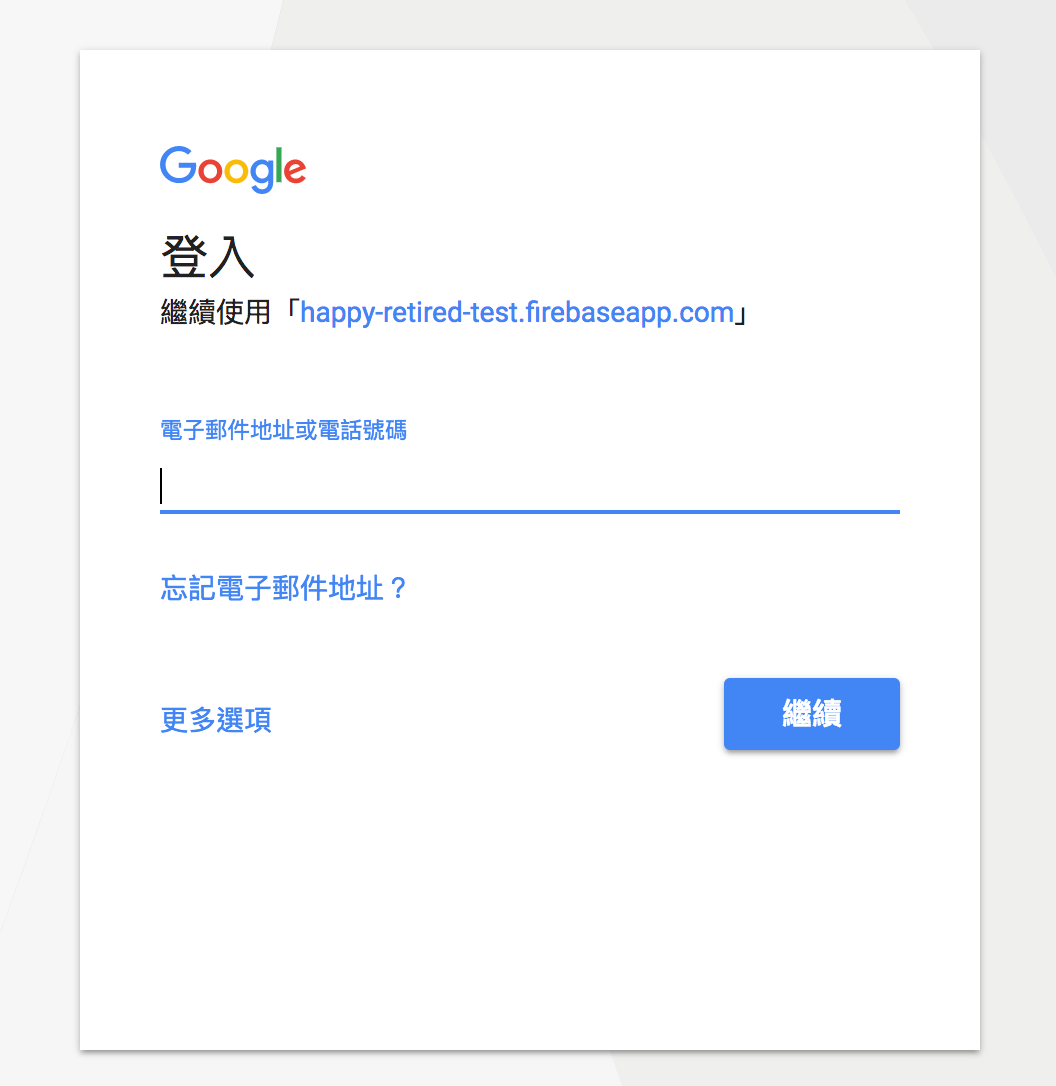 Google
登入
繼續使用「happy-retired-test.firebaseapp.com」
電子郵件地址或電話號碼
忘記電子郵件地址？
更多選項
繼續